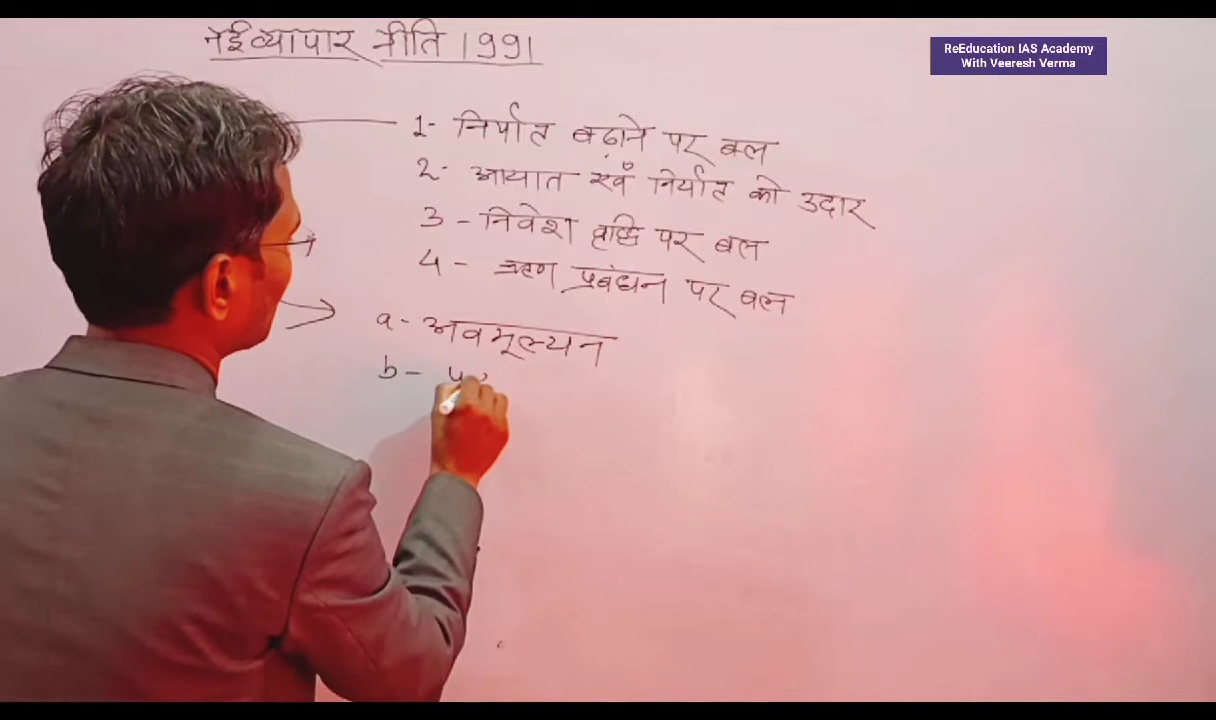 नई व्यापार नीति 1991
ReEducation IAS Academy
With Veeresh Verma
1- निर्यात बढ़ाने पर बल
2- आयात एवं निर्यात को उदार
3 - निवेश वृद्धि पर बल
4 - ऋण प्रबंधन पर बल
a- अवमूल्यन
b -